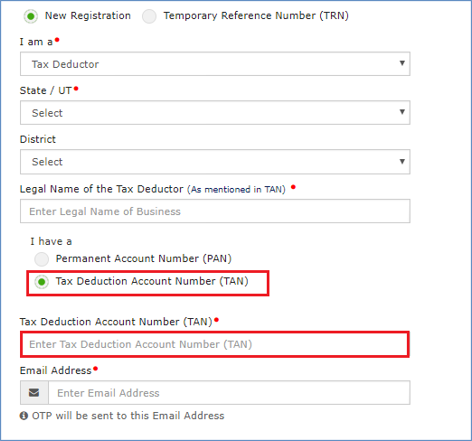 New Registration Temporary Reference Number (TRN)
I am a•
Tax Deductor
State / UT•
Select
District
Select
Legal Name of the Tax Deductor (As mentioned in TAN) •
Enter Legal Name of Business
I have a
Permanent Account Number (PAN)
Tax Deduction Account Number (TAN)
Tax Deduction Account Number (TAN)•
Enter Tax Deduction Account Number (TAN)
Email Address•
Enter Email Address
OTP will be sent to this Email Address